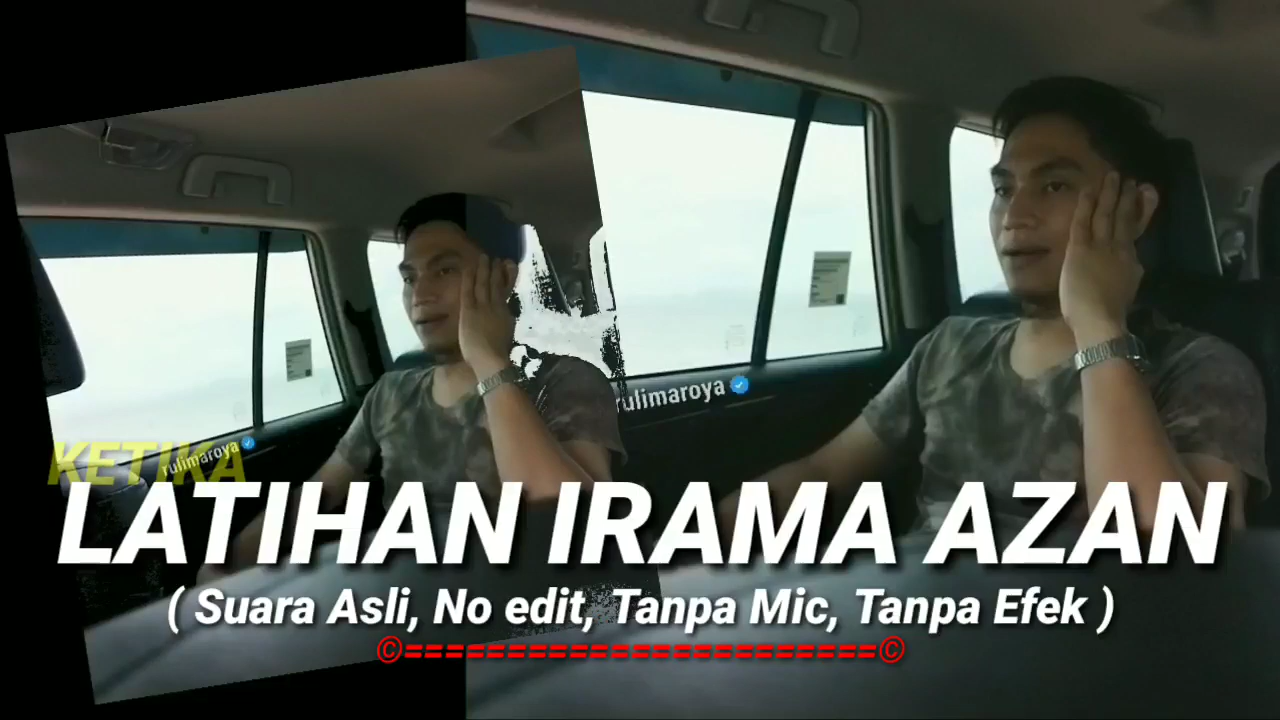 rulimaroya
KETIKA
rulimaroya
LATIHAN IRAMA AZAN
( Suara Asli, No edit, Tanpa Mic, Tanpa Efek )
©=======================©